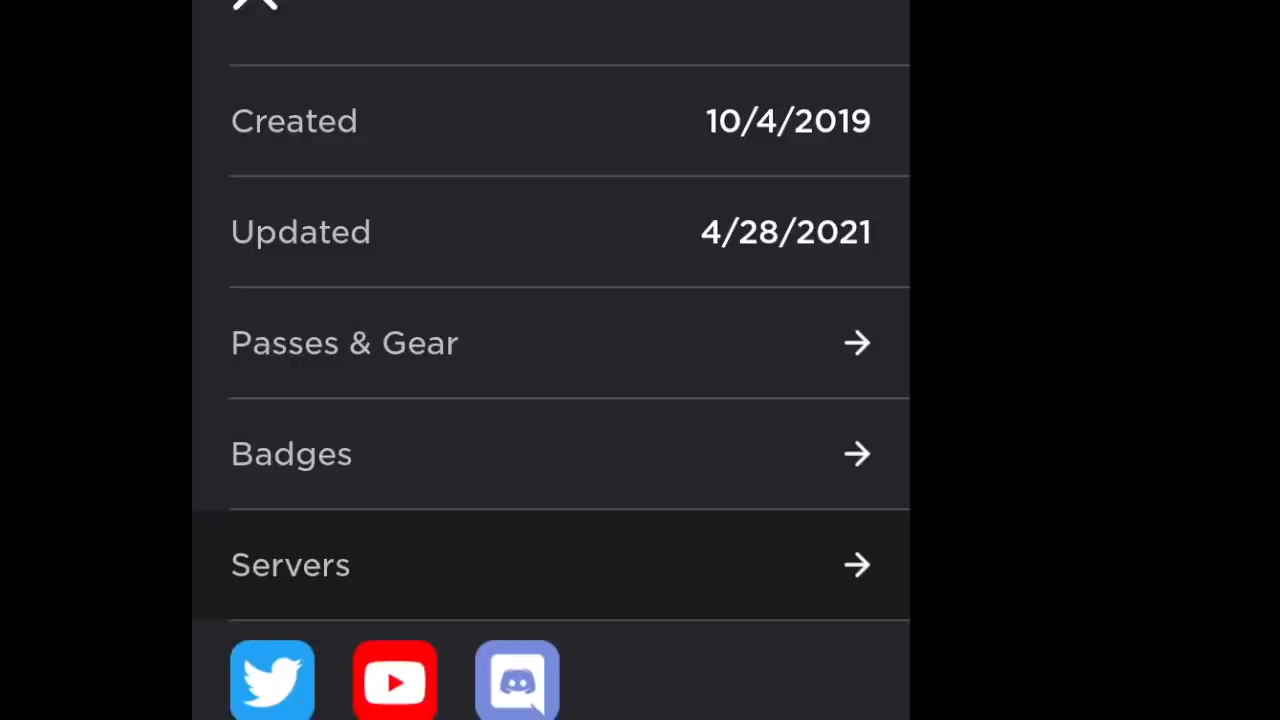 Created 10/4/2019
Updated 4/28/2021
Passes & Gear
Badges
Servers